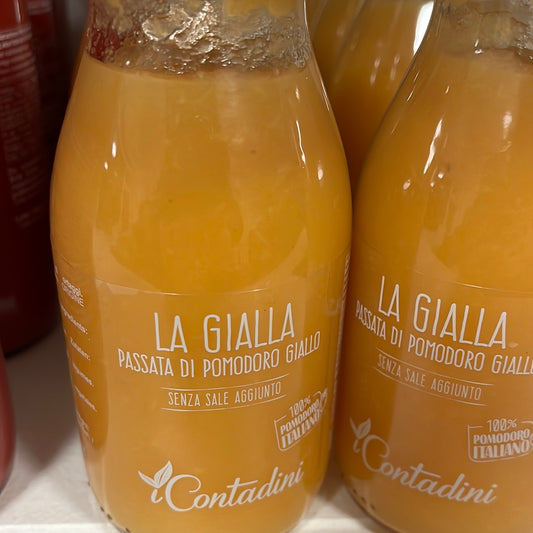 LA GIALLA
PASSATA DI POMODORO GIALLO
SENZA SALE AGGIUNTO
100%
POMODORO
ITALIANO
iContadini
LA GIALLA
PASSATA DI POMODORO GIALLO
SENZA SALE AGGIUNTO
100%
POMODORO
ITALIANO
iContadini